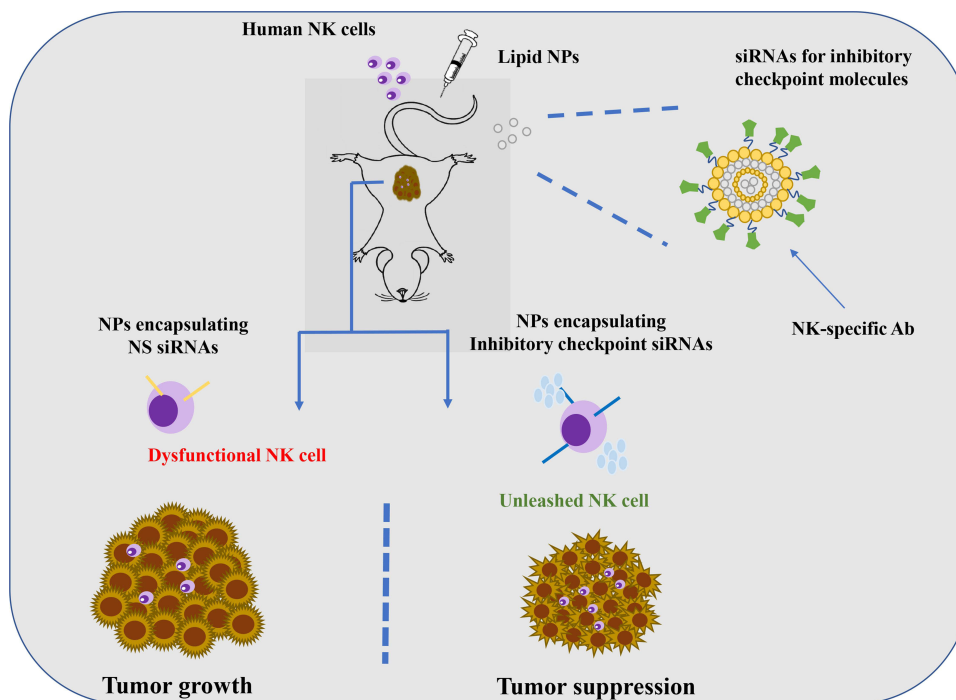 Human NK cells
Lipid NPs
siRNAs for inhibitory
checkpoint molecules
NK-specific Ab
NPs encapsulating
NS siRNAs
NPs encapsulating
Inhibitory checkpoint siRNAs
Dysfunctional NK cell
Unleashed NK cell
Tumor growth
Tumor suppression